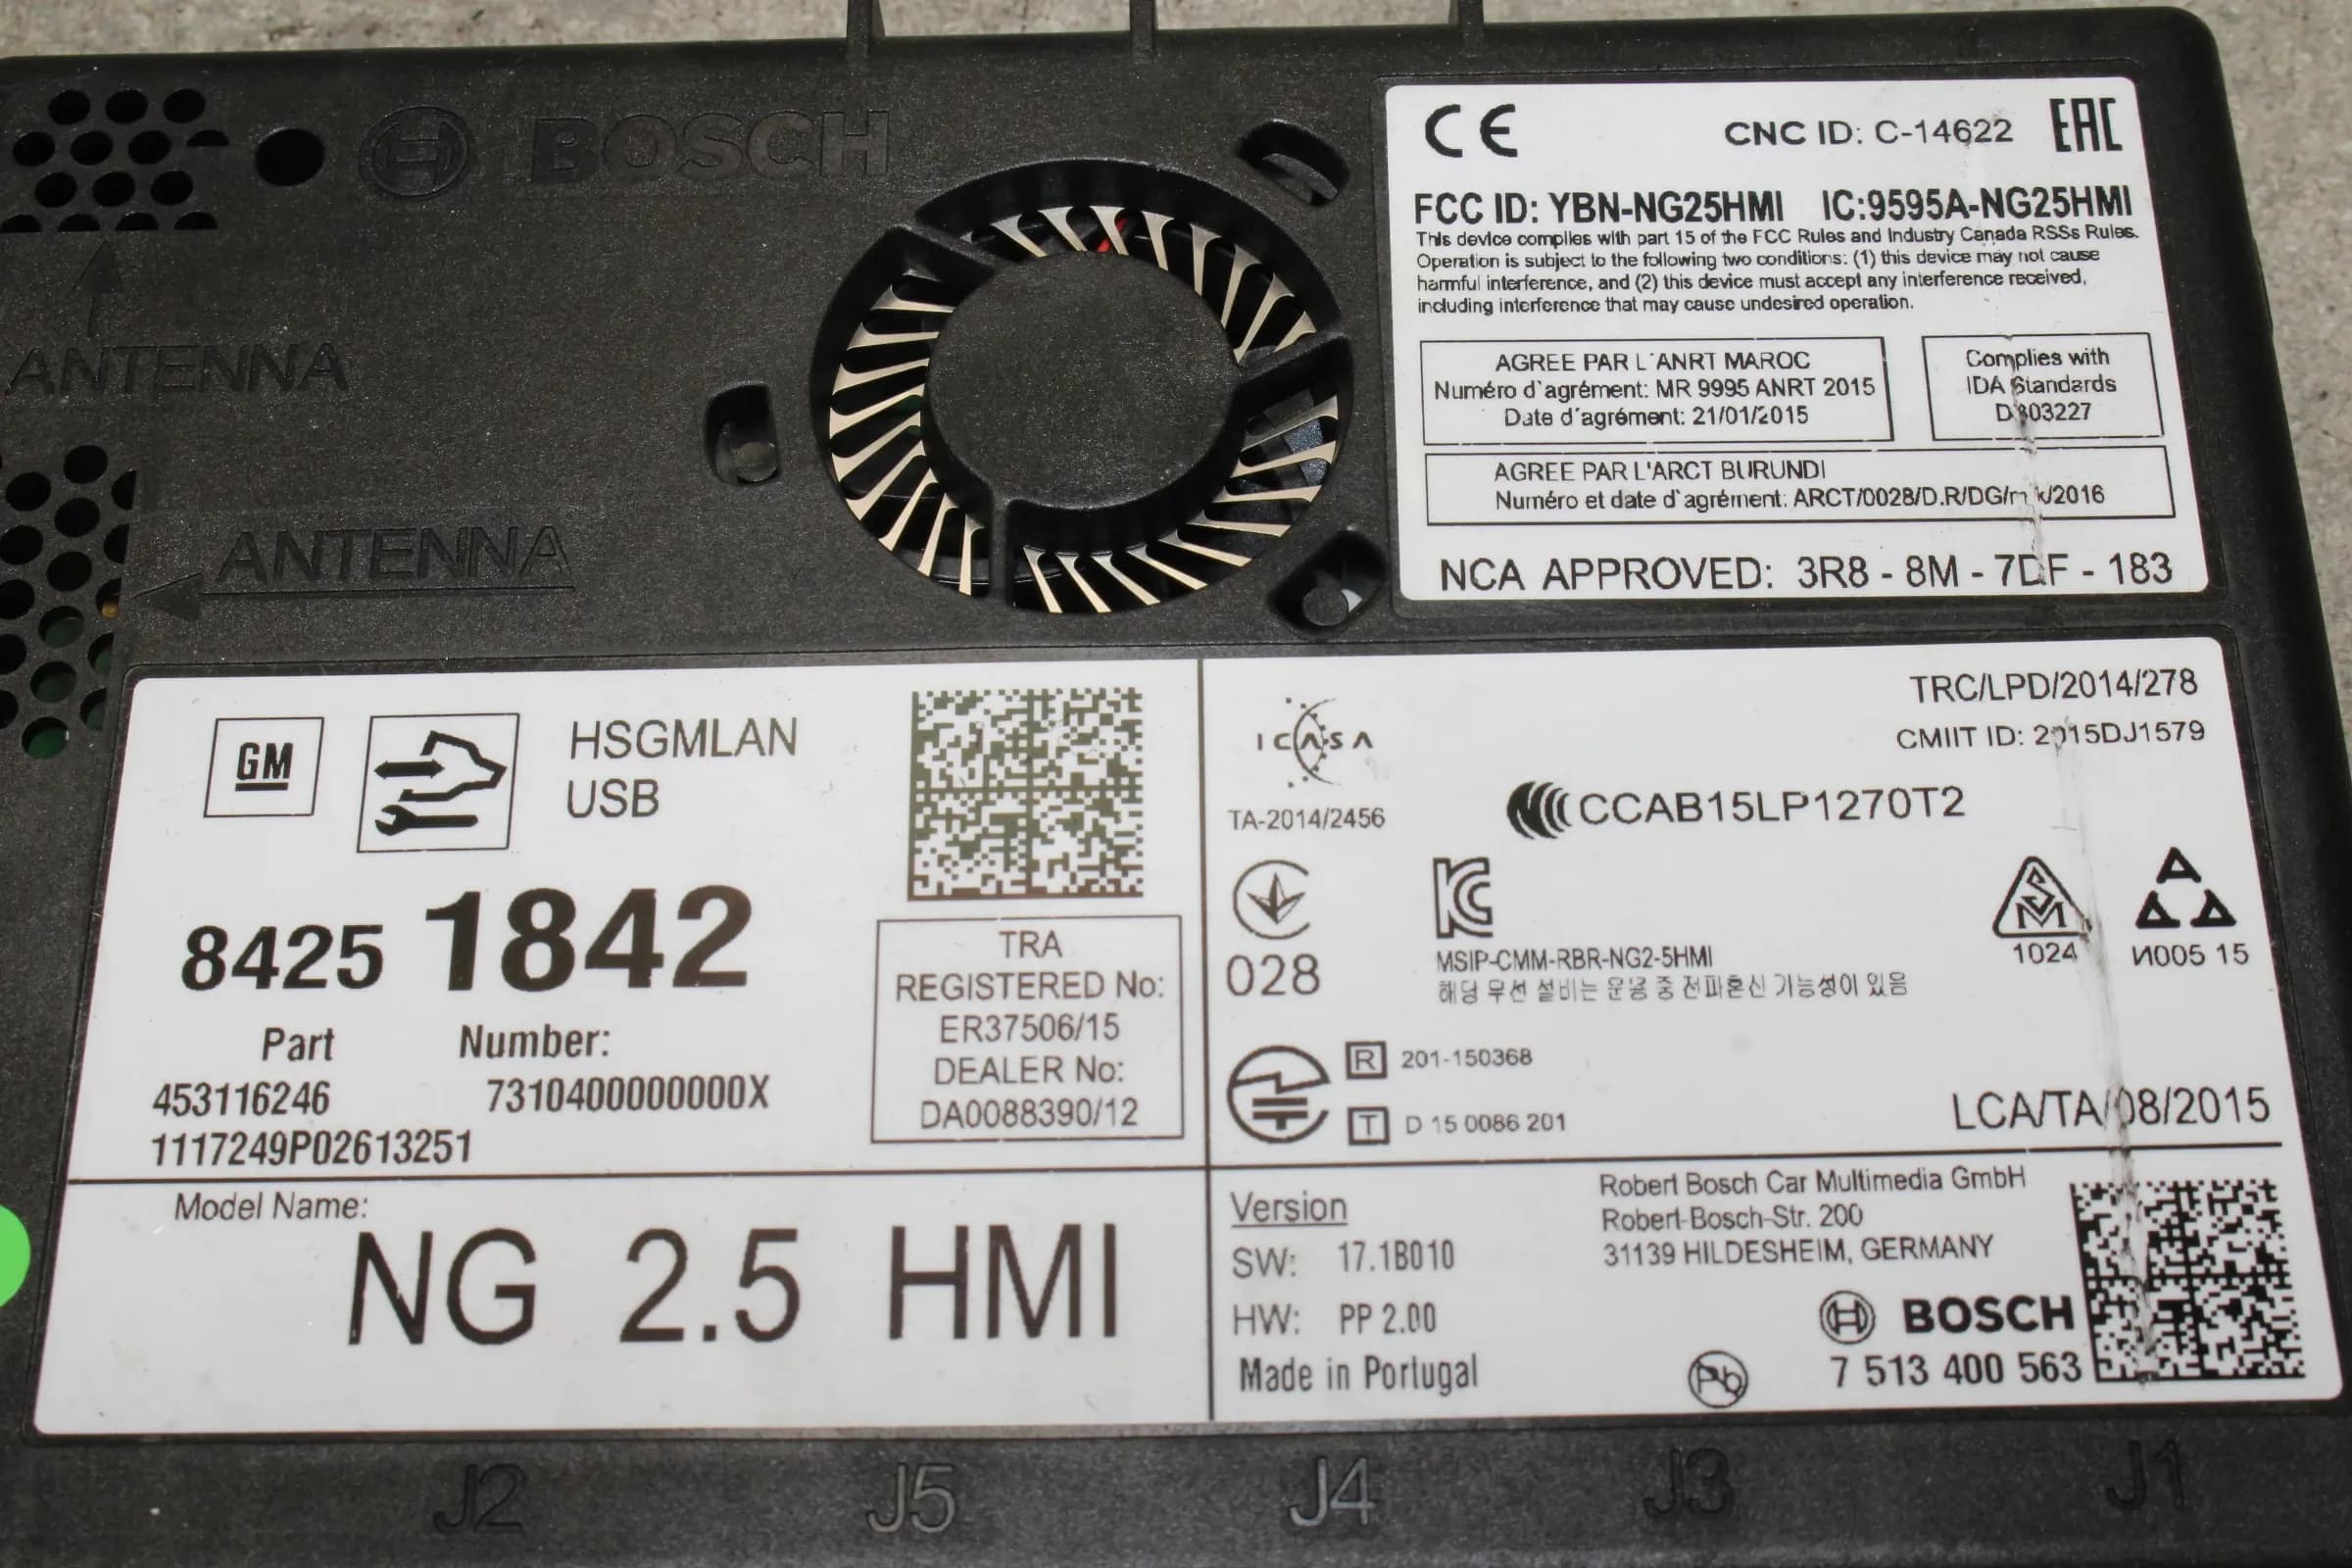 BOSCH
ANTENNA
ANTENNA
CE
CNC ID: C-14622
EAC
FCC ID: YBN-NG25HMI IC:9595A-NG25HMI
This device complies with part 15 of the FCC Rules and Industry Canada RSSs Rules.
Operation is subject to the following two conditions: (1) this device may not cause
harmful interference, and (2) this device must accept any interference received,
including interference that may cause undesired operation.
AGREE PAR L´ANRT MAROC
Numéro d`agrément: MR 9995 ANRT 2015
Date d´agrément: 21/01/2015
Complies with
IDA Standards
AGREE PAR L'ARCT BURUNDI
Numéro et date d´agrément:
NCA APPROVED: 3R8 - 8M - 7DF - 183
GM
HSGMLAN
USB
8425 1842
Part Number:
453116246 7310400000000X
1117249P02613251
TRA
REGISTERED No:
ER37506/15
DEALER No:
DA0088390/12
Model Name:
NG 2.5 HMI
ICASA
TA-2014/2456
TRC/LPD/2014/278
CMIIT ID: 2015DJ1579
CCAB15LP1270T2
028
KC
MSIP-CMM-RBR-NG2-5HMI
해당 무선 설비는 운용 중 전파혼신 가능성이 있음
SM
1024
И005 15
R 201-150368
T D 15 0086 201
LCA/TA/08/2015
Version
SW: 17.1B010
HW: PP 2.00
Made in Portugal
Robert Bosch Car Multimedia GmbH
Robert-Bosch-Str. 200
31139 HILDESHEIM, GERMANY
BOSCH
Pb
7 513 400 563
J2 J5 J4 J3 J1